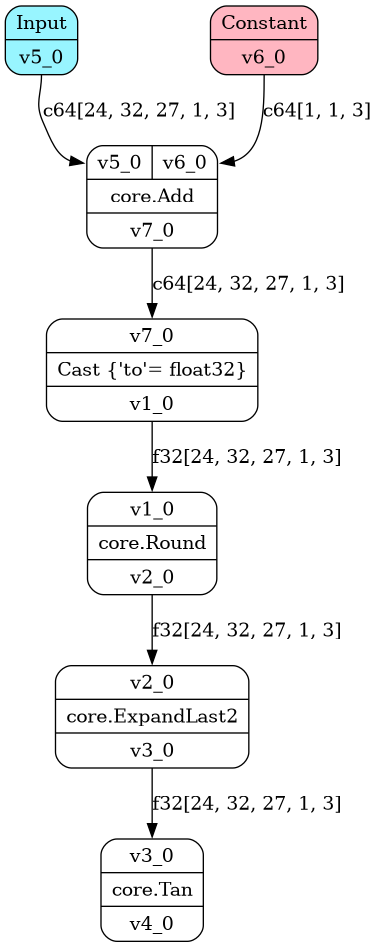 Input
v5_0
Constant
v6_0
c64[24, 32, 27, 1, 3]
c64[1, 1, 3]
v5_0 v6_0
core.Add
v7_0
c64[24, 32, 27, 1, 3]
v7_0
Cast {'to'= float32}
v1_0
f32[24, 32, 27, 1, 3]
v1_0
core.Round
v2_0
f32[24, 32, 27, 1, 3]
v2_0
core.ExpandLast2
v3_0
f32[24, 32, 27, 1, 3]
v3_0
core.Tan
v4_0